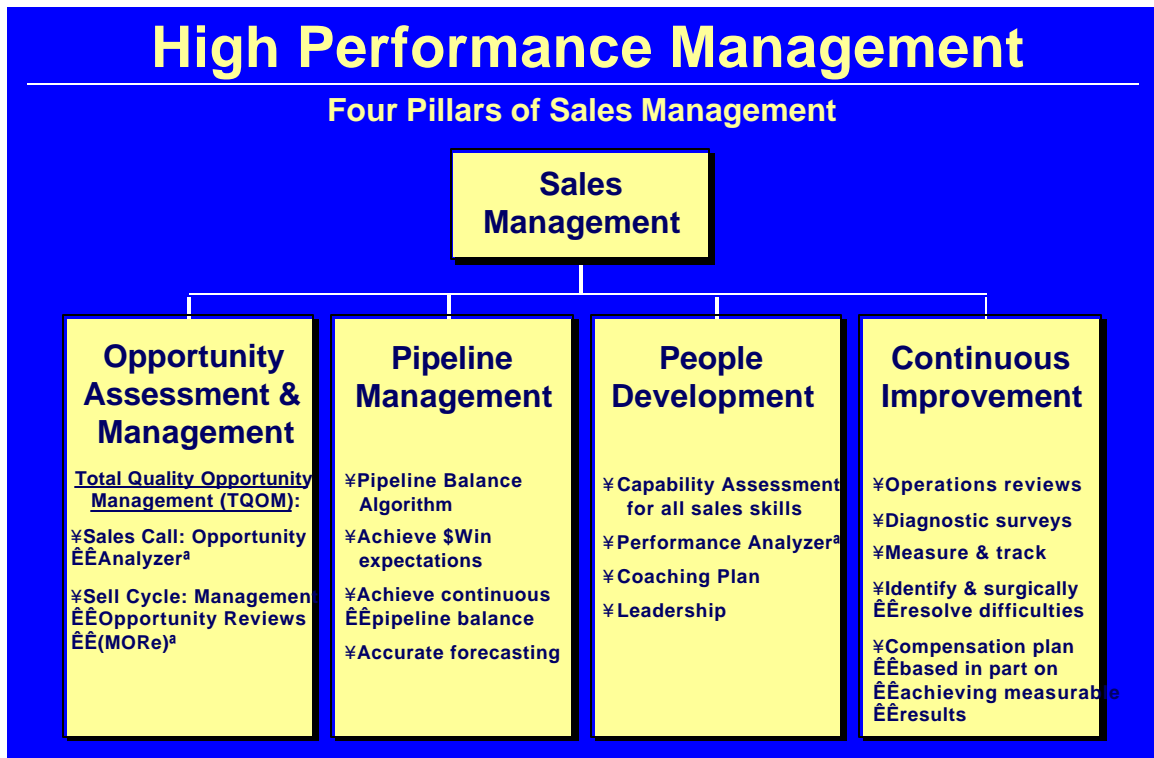 High Performance Management
Four Pillars of Sales Management
Sales
Management
Opportunity
Assessment &
Management
Total Quality Opportunity
Management (TQOM):
¥Sales Call: Opportunity
ÊÊAnalyzerª
¥Sell Cycle: Management
ÊÊOpportunity Reviews
ÊÊ(MORe)ª
Pipeline
Management
¥Pipeline Balance
Algorithm
¥Achieve $Win
expectations
¥Achieve continuous
ÊÊpipeline balance
¥Accurate forecasting
People
Development
¥Capability Assessment
for all sales skills
¥Performance Analyzerª
¥Coaching Plan
¥Leadership
Continuous
Improvement
¥Operations reviews
¥Diagnostic surveys
¥Measure & track
¥Identify & surgically
ÊÊresolve difficulties
¥Compensation plan
ÊÊbased in part on
ÊÊachieving measurable
ÊÊresults